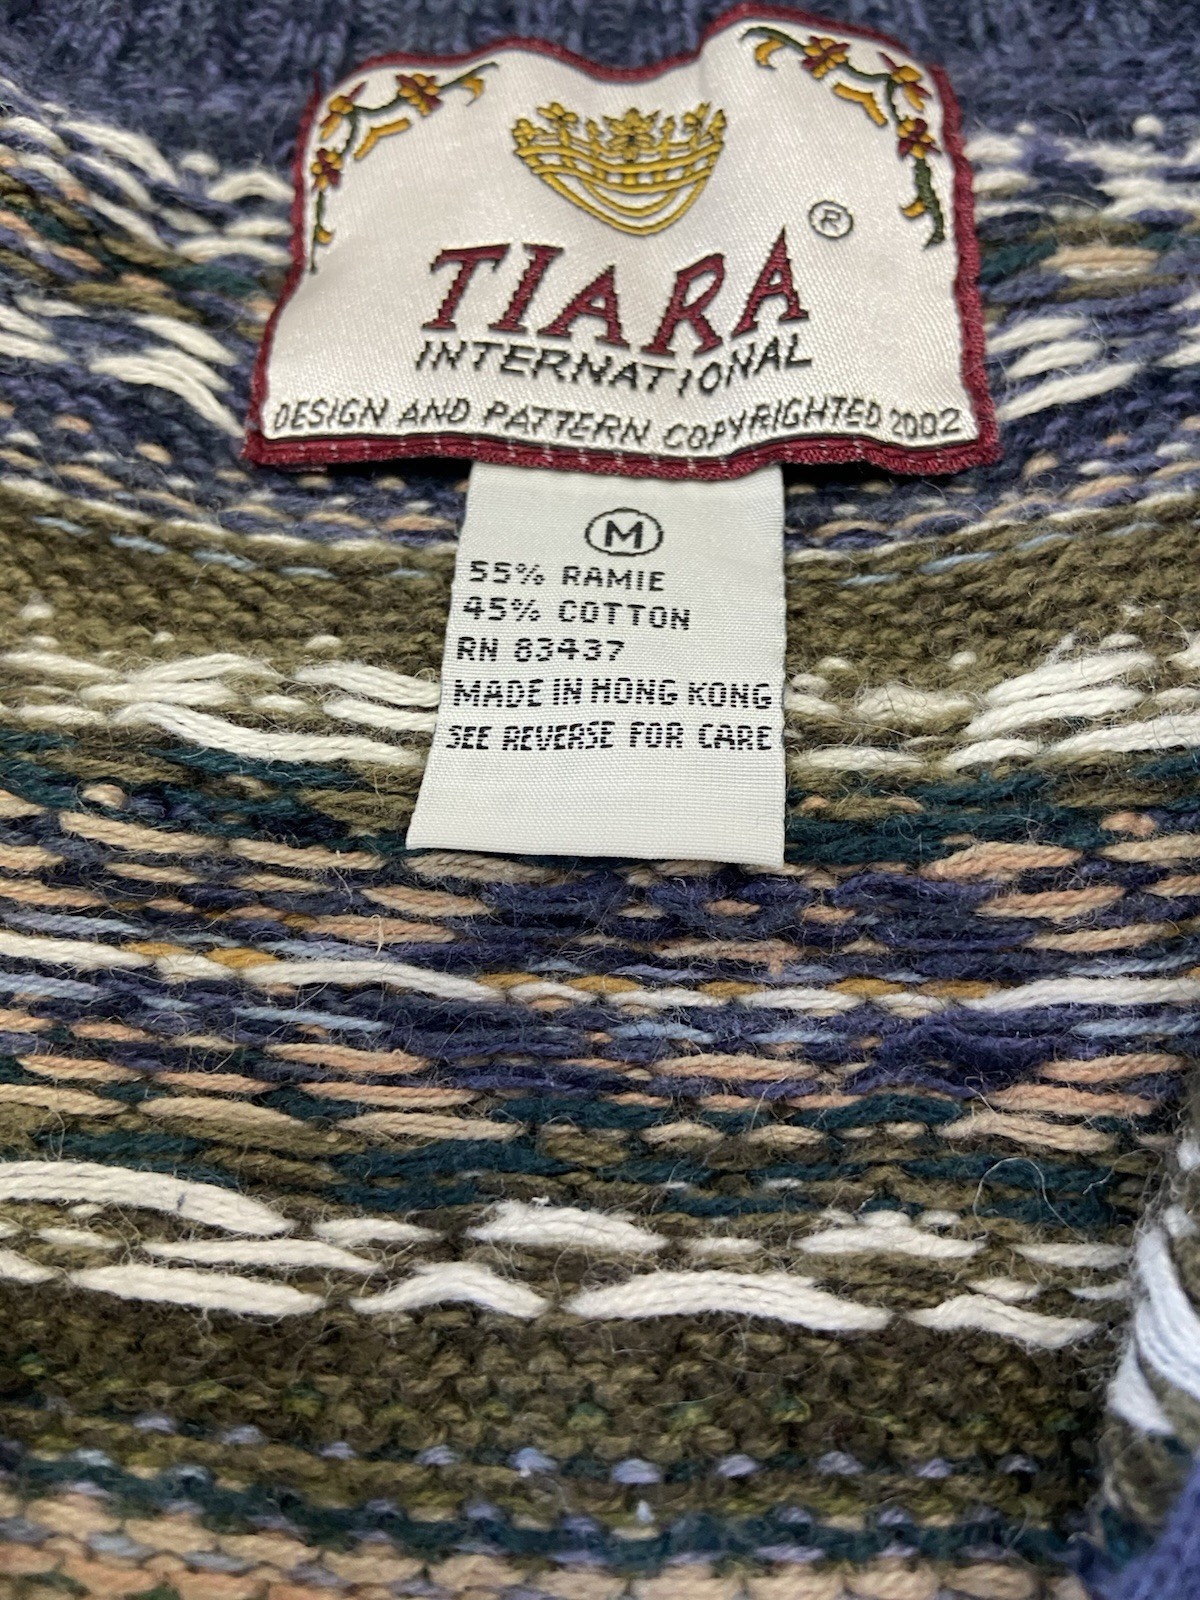 ®
TIARA
INTERNATIONAL
DESIGN AND PATTERN COPYRIGHTED 2002
M
55% RAMIE
45% COTTON
RN 83437
MADE IN HONG KONG
SEE REVERSE FOR CARE